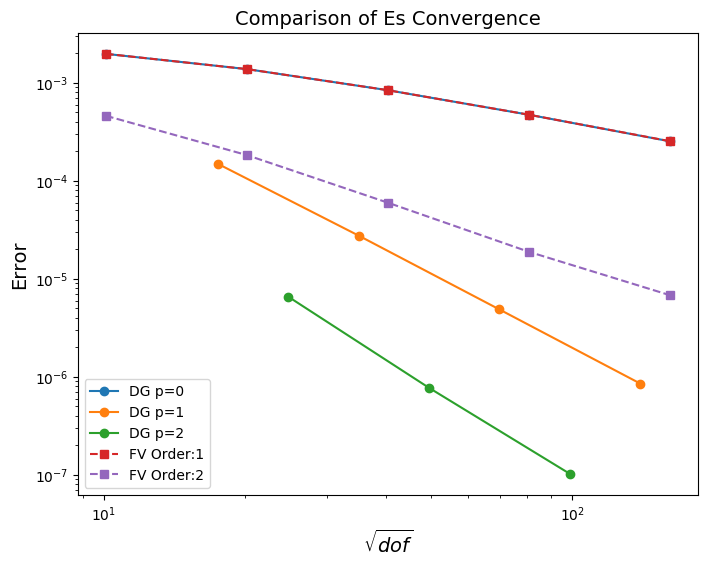 Comparison of Es Convergence
Error
10⁻³
10⁻⁴
10⁻⁵
10⁻⁶
10⁻⁷
DG p=0
DG p=1
DG p=2
FV Order:1
FV Order:2
10¹
10²
√dof